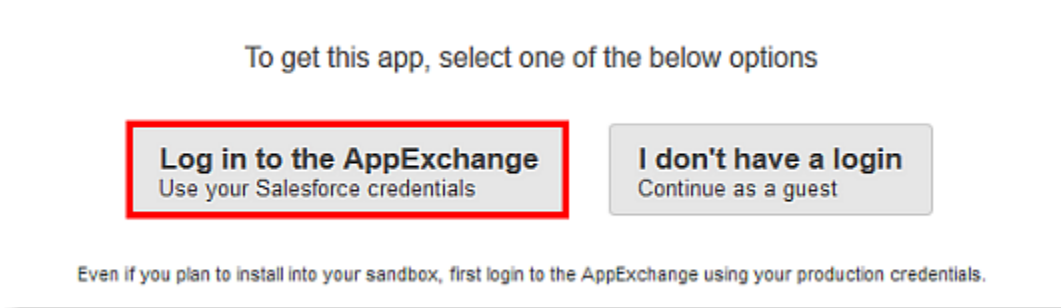 To get this app, select one of the below options
Log in to the AppExchange
Use your Salesforce credentials
I don't have a login
Continue as a guest
Even if you plan to install into your sandbox, first login to the AppExchange using your production credentials.